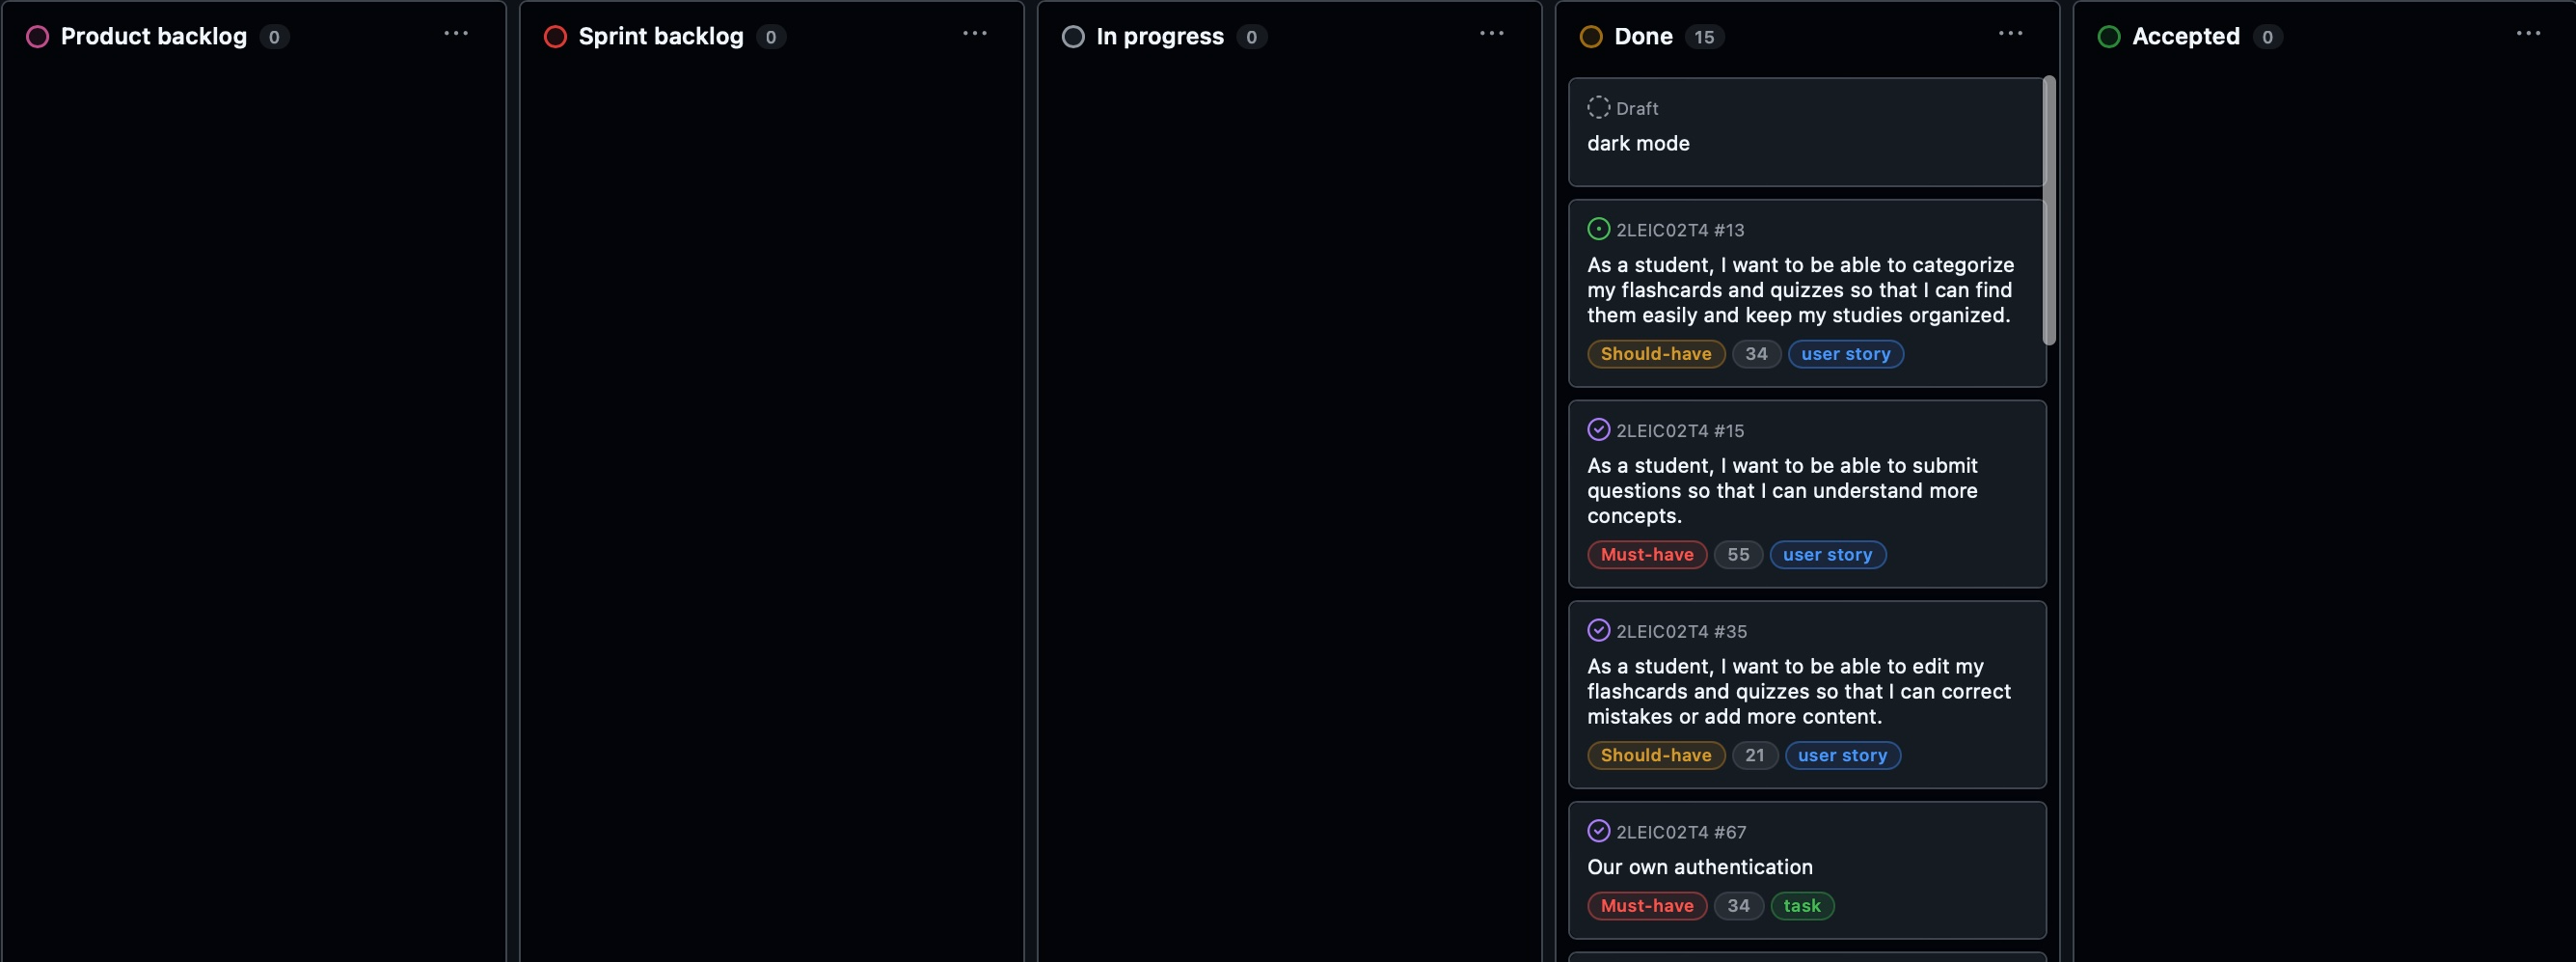 Product backlog 0
Sprint backlog 0
In progress 0
Done 15
Draft
dark mode
2LEIC02T4 #13
As a student, I want to be able to categorize
my flashcards and quizzes so that I can find
them easily and keep my studies organized.
Should-have 34 user story
2LEIC02T4 #15
As a student, I want to be able to submit
questions so that I can understand more
concepts.
Must-have 55 user story
2LEIC02T4 #35
As a student, I want to be able to edit my
flashcards and quizzes so that I can correct
mistakes or add more content.
Should-have 21 user story
2LEIC02T4 #67
Our own authentication
Must-have 34 task
Accepted 0